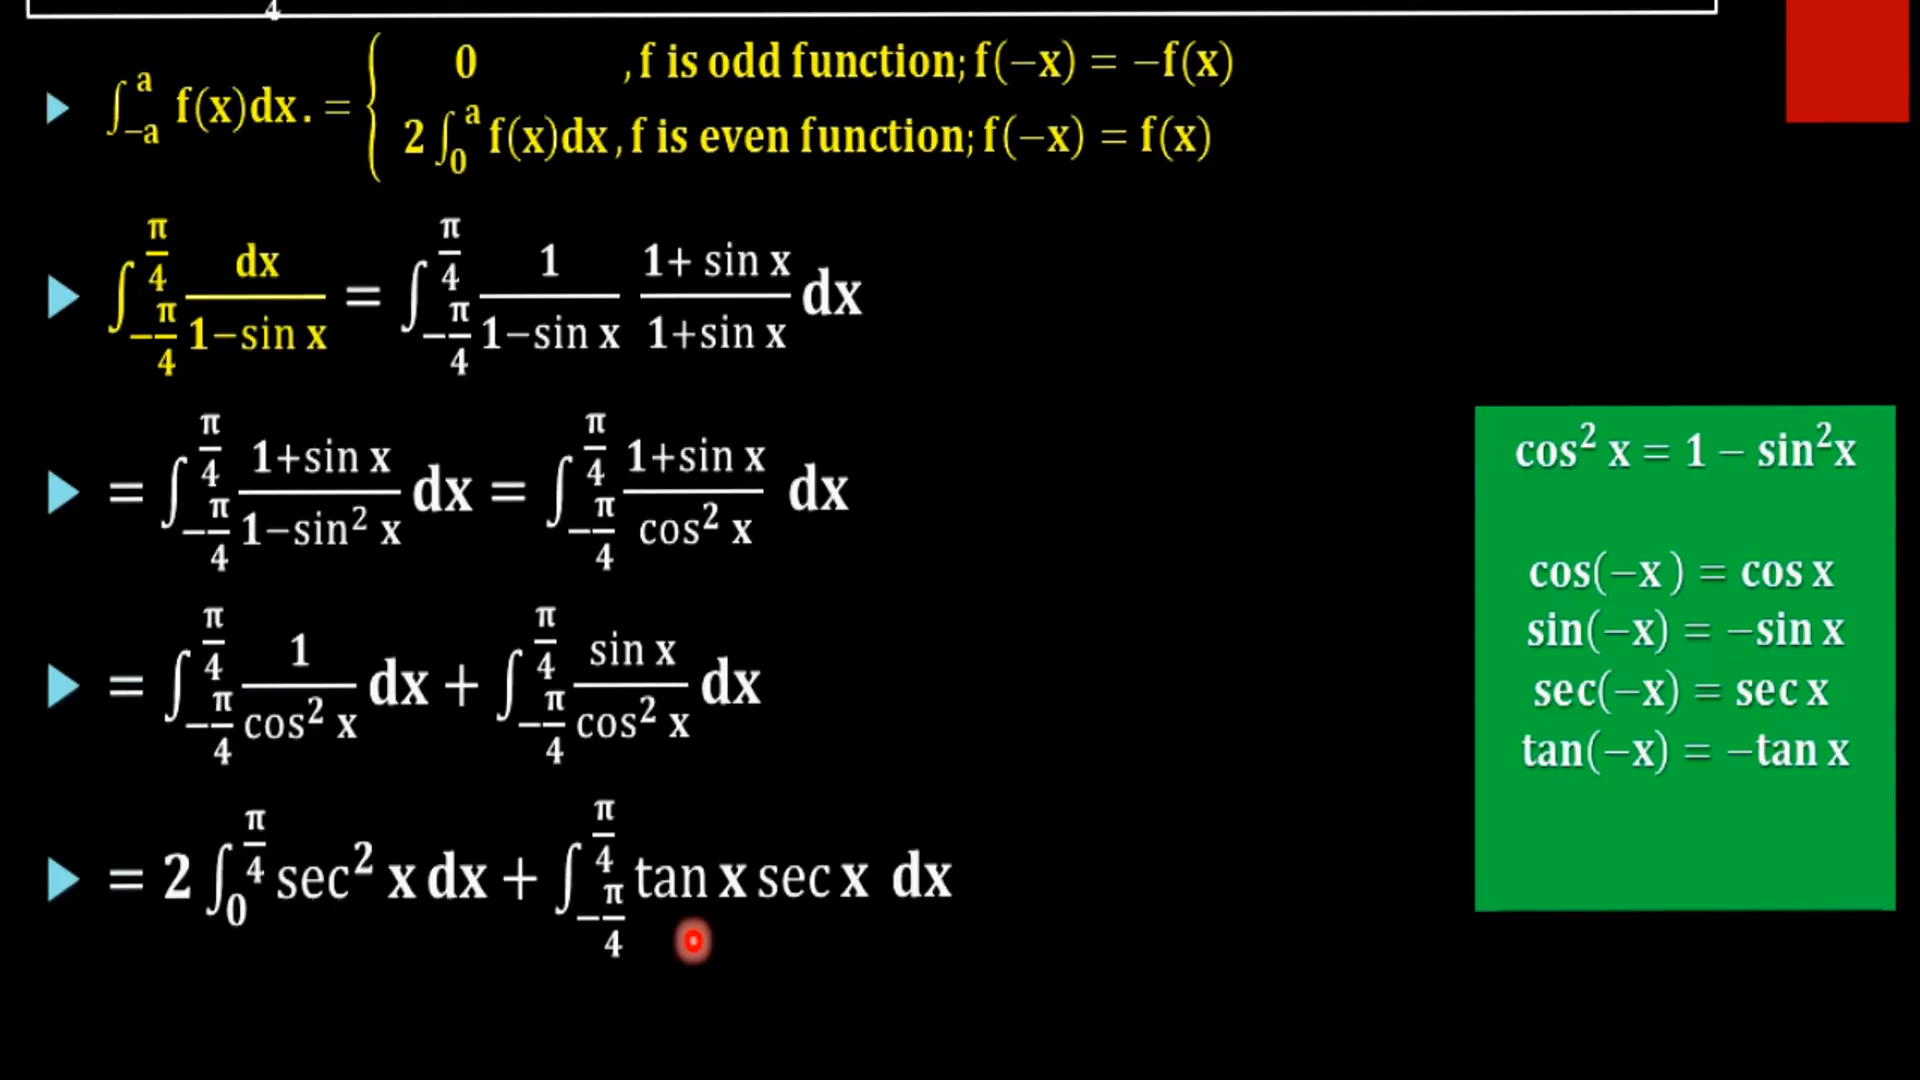 4
∫_{-a}^{a} f(x)dx. = { 0 , f is odd function; f(−x) = −f(x)
2 ∫_{0}^{a} f(x)dx , f is even function; f(−x) = f(x)
∫_{-π/4}^{π/4} dx/(1−sin x) = ∫_{-π/4}^{π/4} 1/(1−sin x) (1+ sin x)/(1+sin x) dx
= ∫_{-π/4}^{π/4} (1+sin x)/(1−sin² x) dx = ∫_{-π/4}^{π/4} (1+sin x)/(cos² x) dx
= ∫_{-π/4}^{π/4} 1/(cos² x) dx + ∫_{-π/4}^{π/4} (sin x)/(cos² x) dx
= 2 ∫_{0}^{π/4} sec² x dx + ∫_{-π/4}^{π/4} tan x sec x dx
cos² x = 1 − sin²x
cos(−x ) = cos x
sin(−x) = −sin x
sec(−x) = sec x
tan(−x) = −tan x